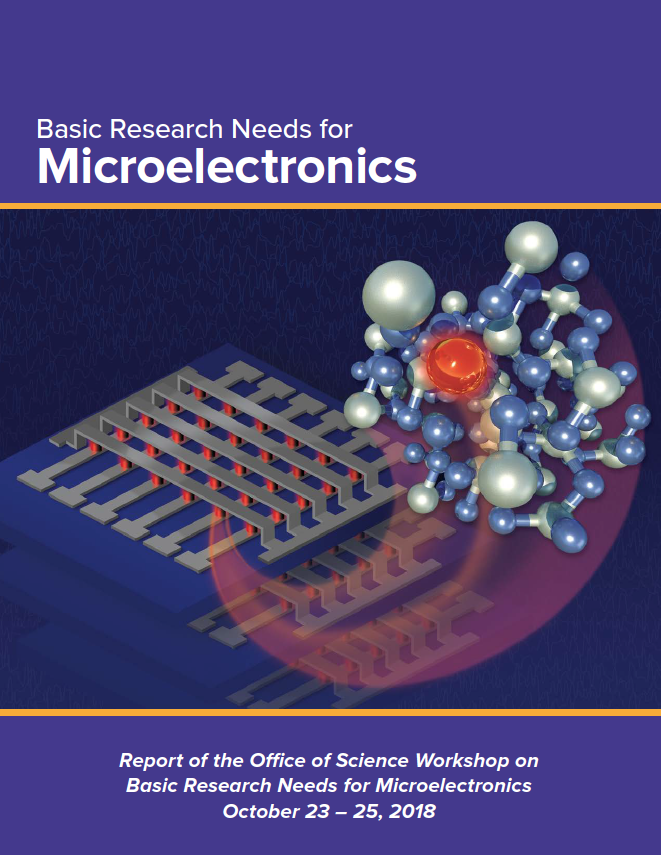 Basic Research Needs for
Microelectronics
Report of the Office of Science Workshop on
Basic Research Needs for Microelectronics
October 23 – 25, 2018